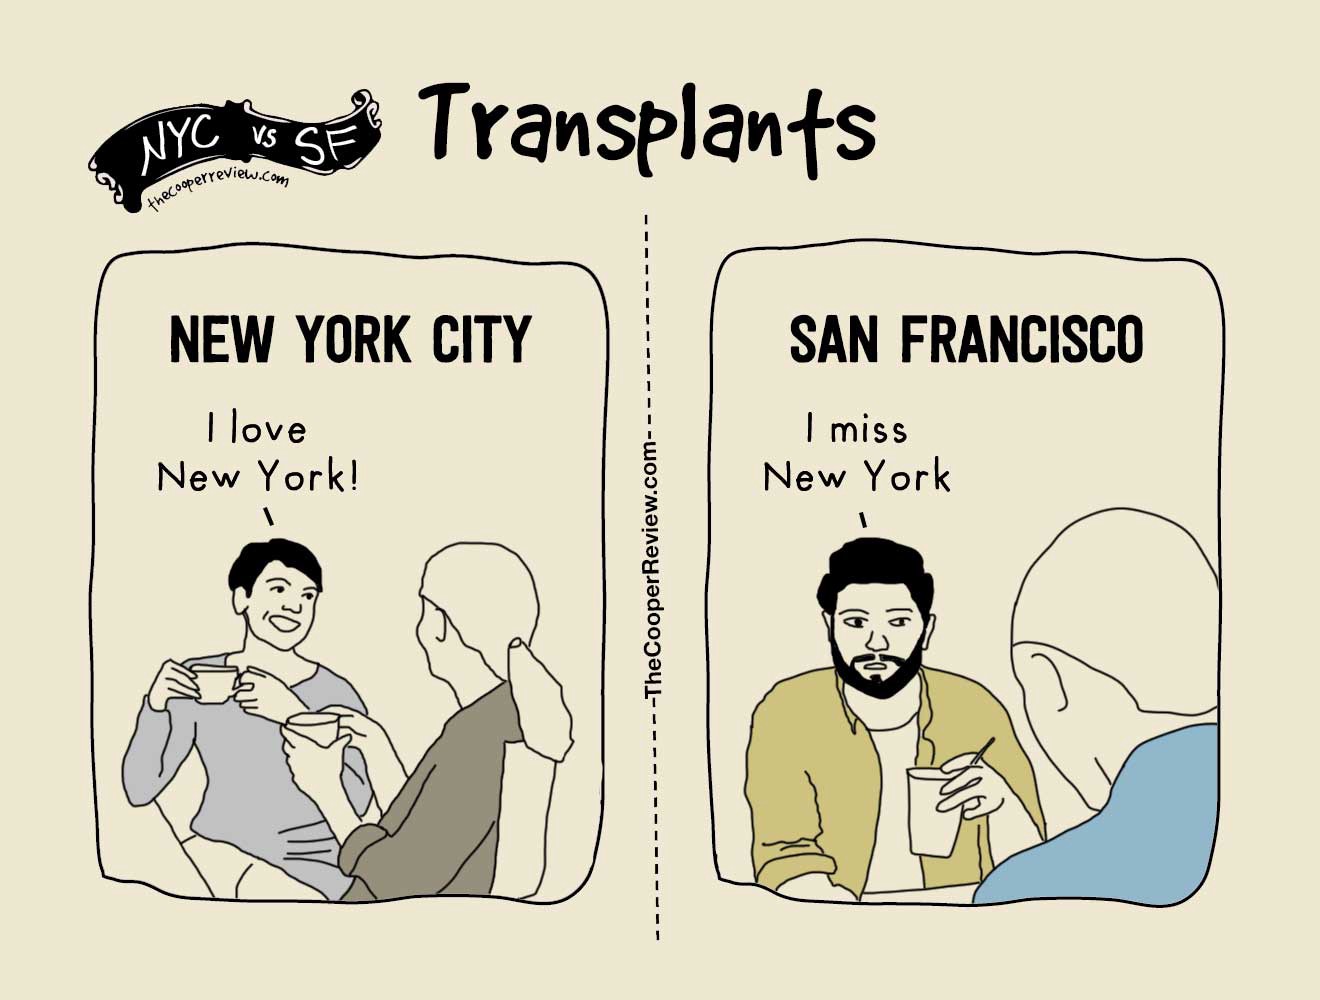 NYC vs SF
thecooperreview.com
Transplants
NEW YORK CITY
I love
New York!
TheCooperReview.com
SAN FRANCISCO
I miss
New York